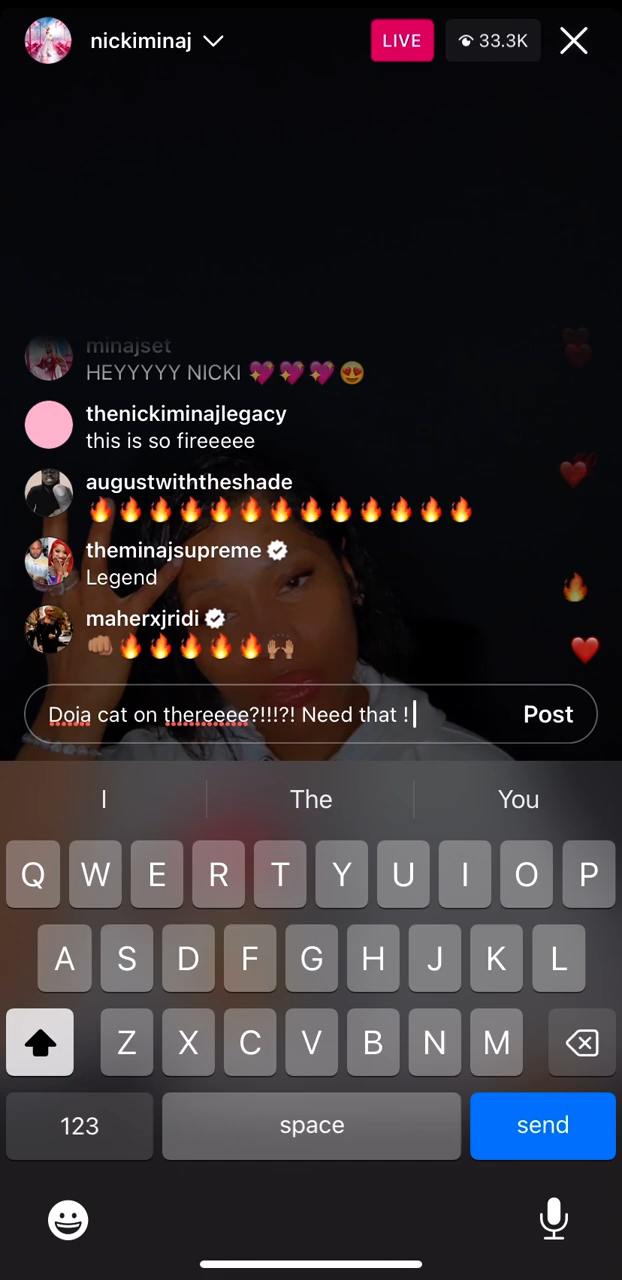 nickiminaj
LIVE
33.3K
minajset
HEYYYYY NICKI 💖💖💖😍
thenickiminajlegacy
this is so fireeeee
augustwiththeshade
🔥🔥🔥🔥🔥🔥🔥🔥🔥🔥🔥🔥🔥
theminajsupreme
Legend
maherxjridi
👊🏽🔥🔥🔥🔥🔥🙌🏽
Doja cat on thereeee?!!!?! Need that !
Post
I The You
Q W E R T Y U I O P
A S D F G H J K L
Z X C V B N M
123 space send